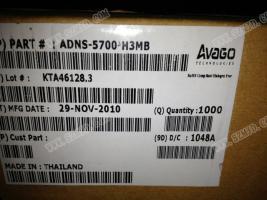 P) PART # : ADNS-5700-H3MB
AVAGO
TECHNOLOGIES
) Lot # : KTA46128.3
T) MFG DATE : 29-NOV-2010
(Q) Quantity : 1000
P) Cust Part :
(9D) D/C : 1048A
Made In : THAILAND